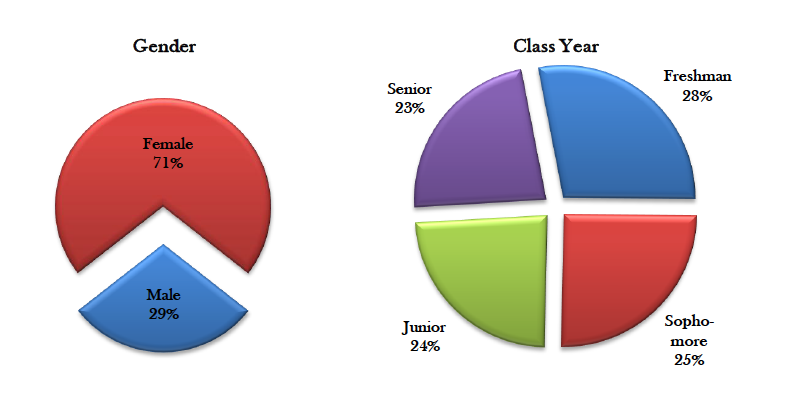 Gender
Female
71%
Male
29%
Class Year
Freshman
28%
Sopho-
more
25%
Junior
24%
Senior
23%